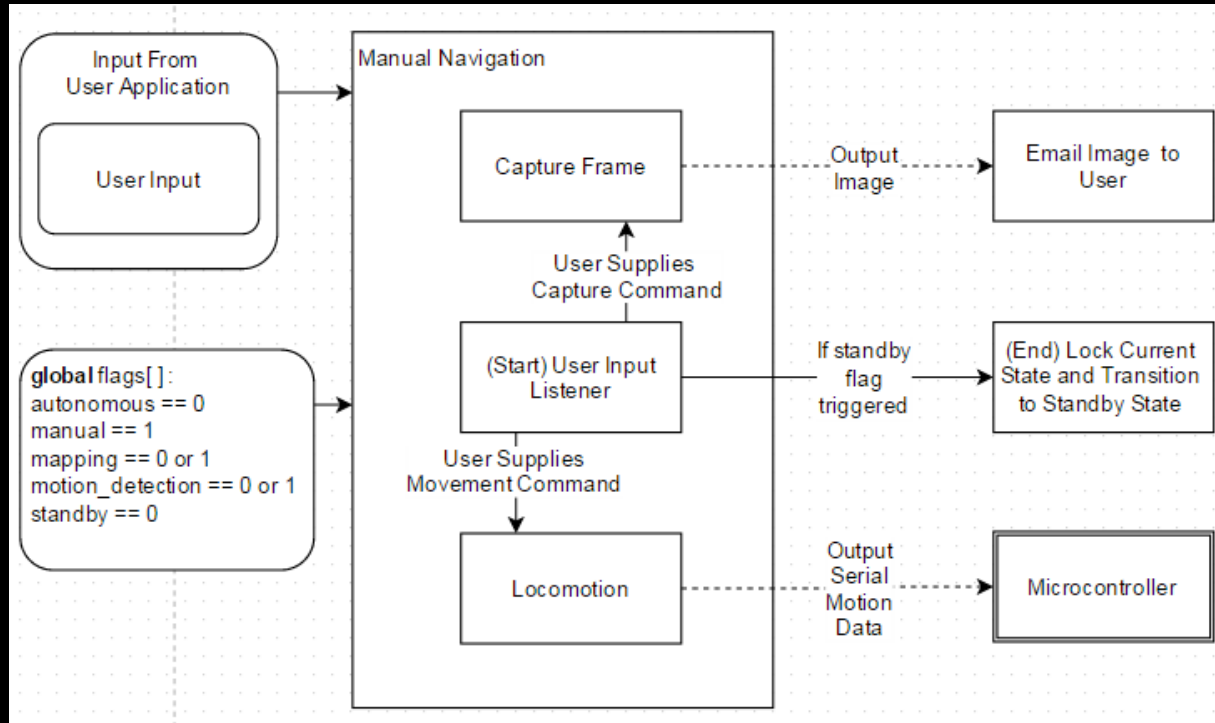 Input From
User Application
User Input
global flags[ ]:
autonomous == 0
manual == 1
mapping == 0 or 1
motion_detection == 0 or 1
standby == 0
Manual Navigation
Capture Frame
User Supplies
Capture Command
(Start) User Input
Listener
User Supplies
Movement Command
Locomotion
Output
Image
Email Image to
User
If standby
flag
triggered
(End) Lock Current
State and Transition
to Standby State
Output
Serial
Motion
Data
Microcontroller